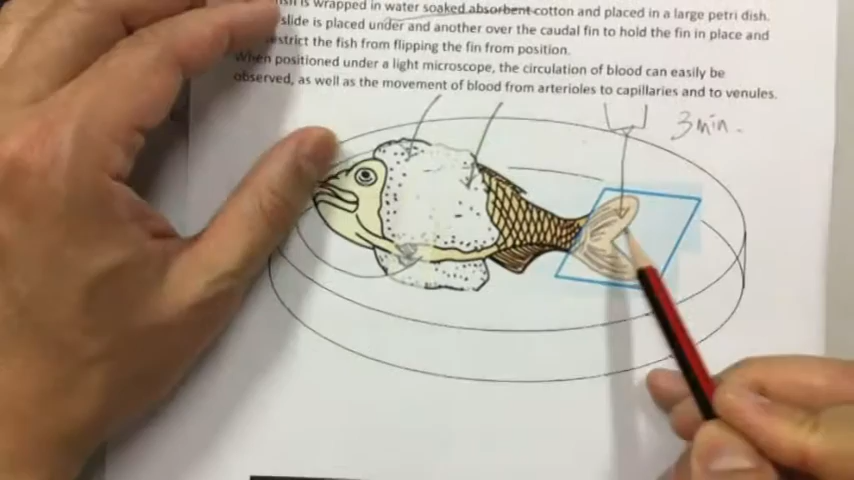 is wrapped in water soaked absorbent cotton and placed in a large petri dish.
slide is placed under and another over the caudal fin to hold the fin in place and
restrict the fish from flipping the fin from position.
When positioned under a light microscope, the circulation of blood can easily be
observed, as well as the movement of blood from arterioles to capillaries and to venules.
3 min.